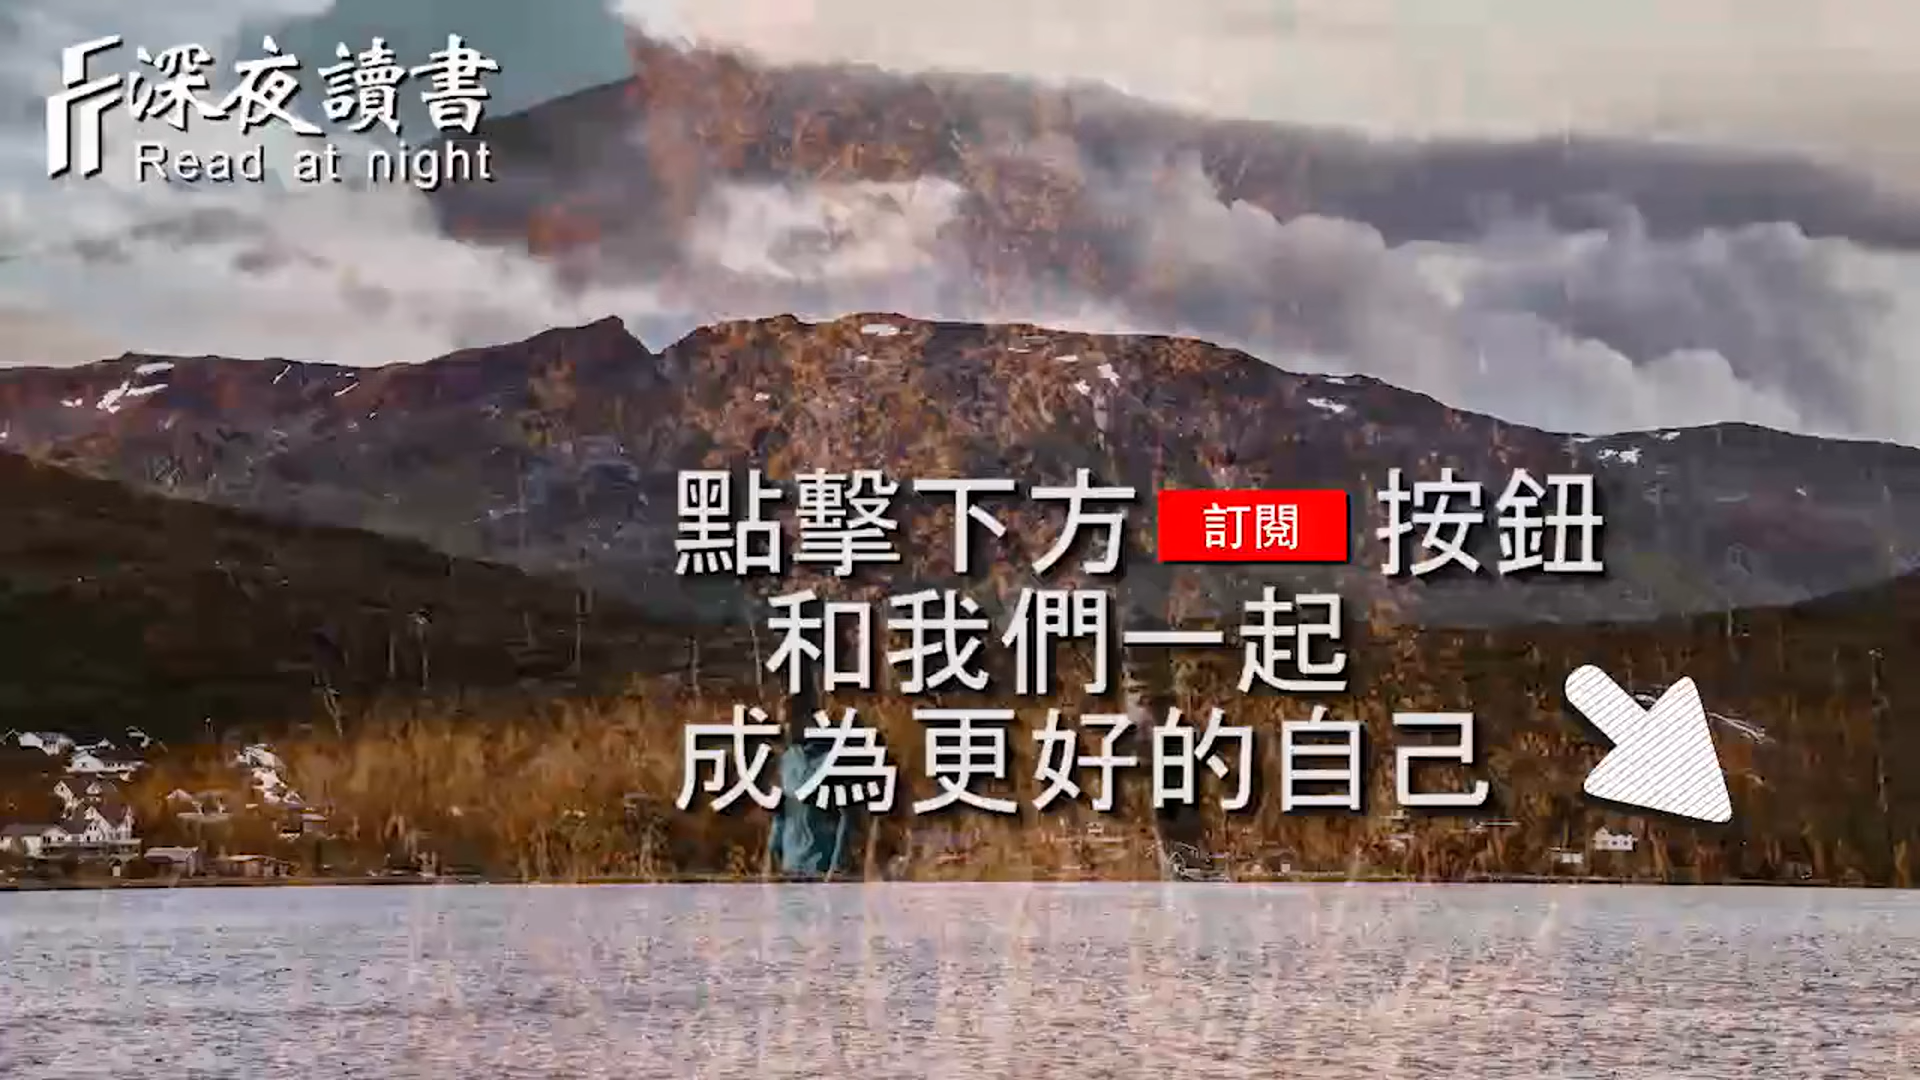 深夜讀書
Read at night
點擊下方 訂閱 按鈕
和我們一起
成為更好的自己